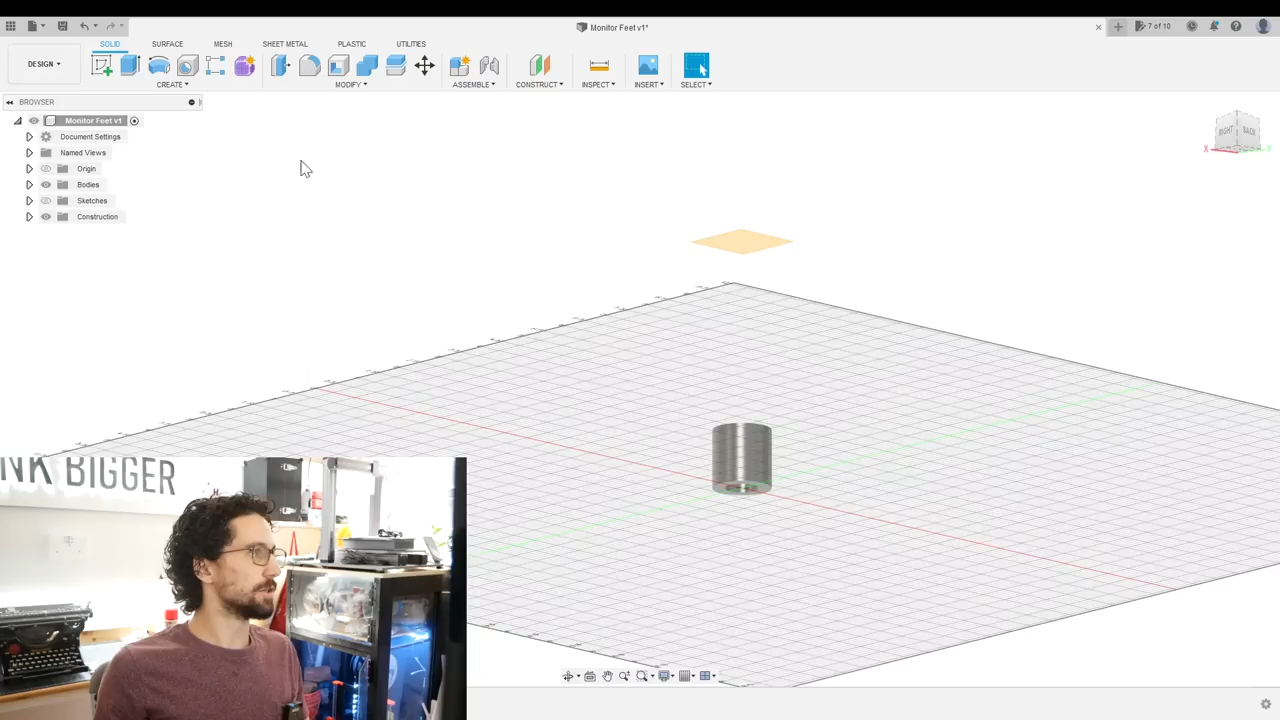 Monitor Feet v1*
7 of 10
SOLID
SURFACE
MESH
SHEET METAL
PLASTIC
UTILITIES
DESIGN
CREATE
MODIFY
ASSEMBLE
CONSTRUCT
INSPECT
INSERT
SELECT
BROWSER
Monitor Feet v1
Document Settings
Named Views
Origin
Bodies
Sketches
Construction
RIGHT
BACK
X
Y
NK BIGGER